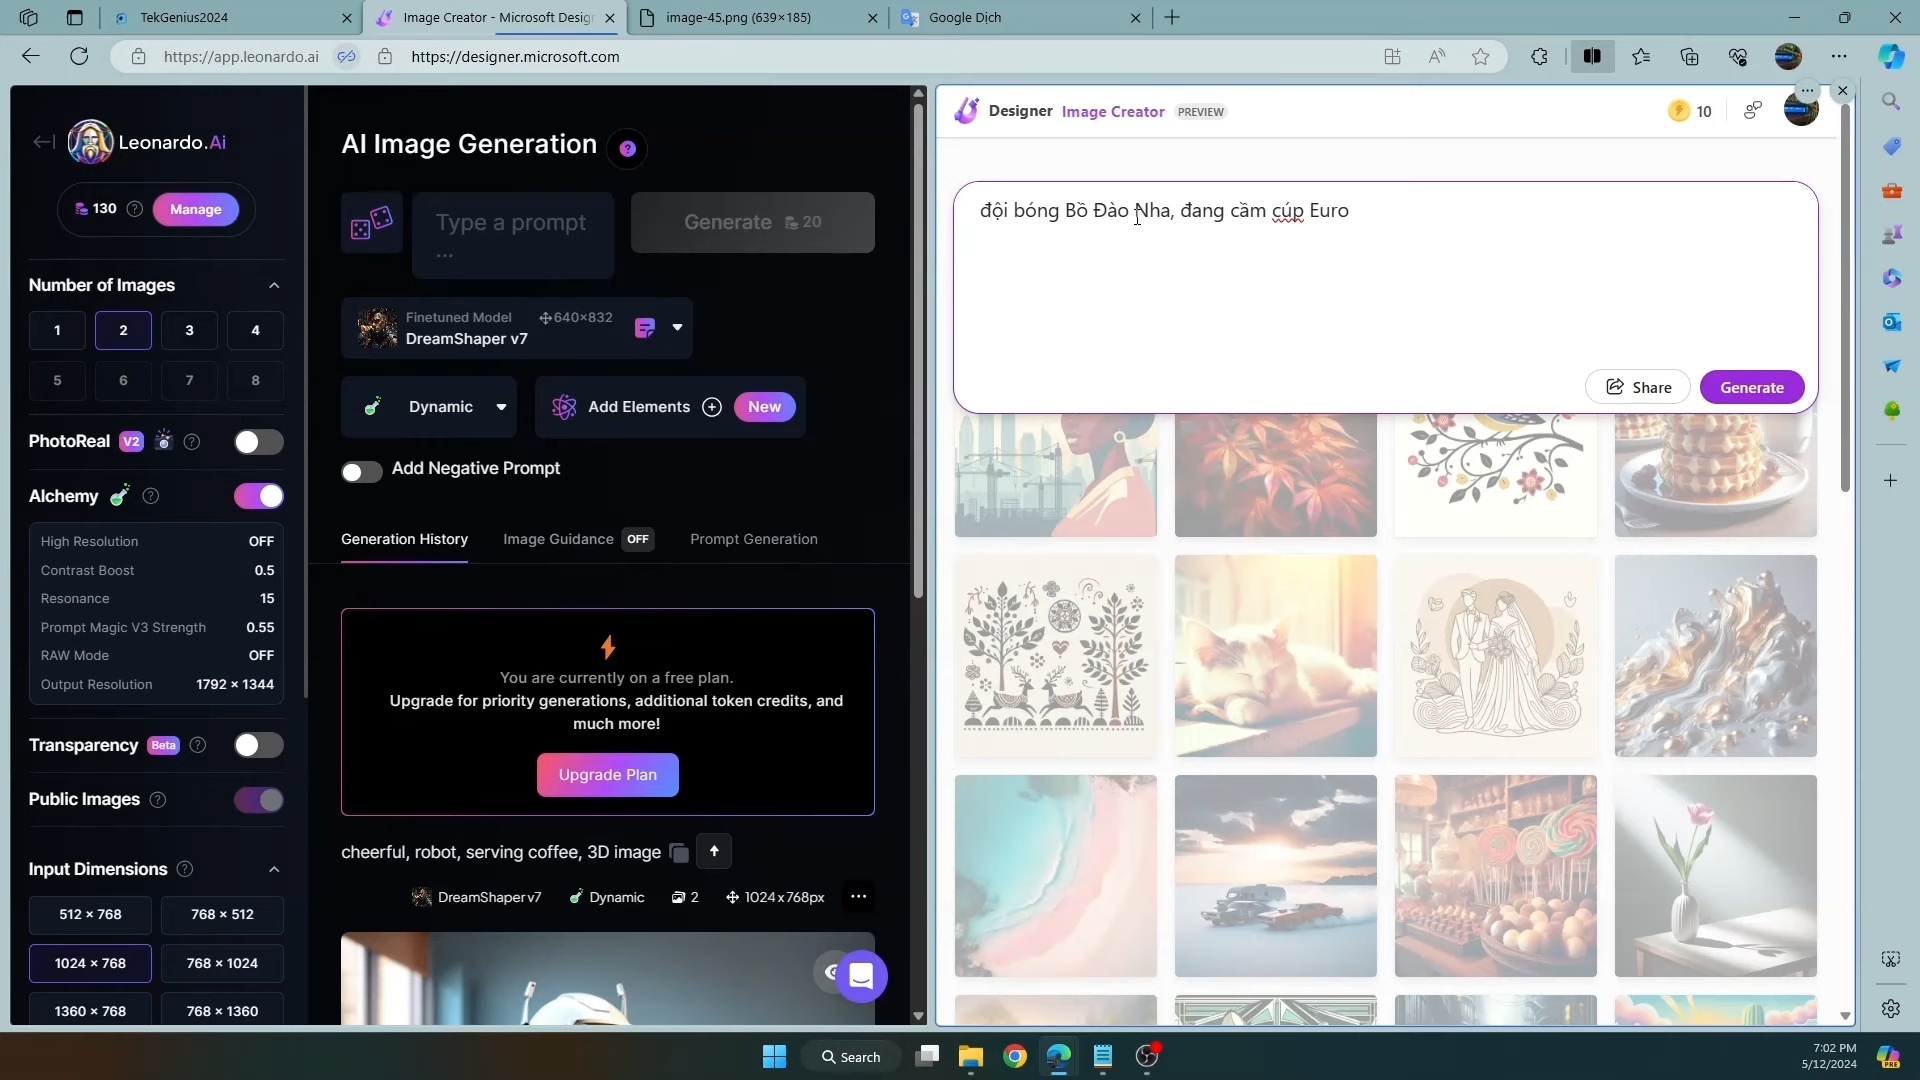 TekGenius2024
Image Creator - Microsoft Desig
image-45.png (639×185)
Google Dịch
https://app.leonardo.ai
https://designer.microsoft.com
Leonardo.Ai
130
Manage
Number of Images
1
2
3
4
5
6
7
8
PhotoReal V2
Alchemy
High Resolution OFF
Contrast Boost 0.5
Resonance 15
Prompt Magic V3 Strength 0.55
RAW Mode OFF
Output Resolution 1792 × 1344
Transparency Beta
Public Images
Input Dimensions
512 × 768
768 × 512
1024 × 768
768 × 1024
1360 × 768
768 × 1360
AI Image Generation
Type a prompt
...
Generate 20
Finetuned Model 640×832
DreamShaper v7
Dynamic
Add Elements New
Add Negative Prompt
Generation History
Image Guidance OFF
Prompt Generation
You are currently on a free plan.
Upgrade for priority generations, additional token credits, and
much more!
Upgrade Plan
cheerful, robot, serving coffee, 3D image
DreamShaper v7
Dynamic
2
1024x768px
Designer Image Creator PREVIEW
10
đội bóng Bồ Đào Nha, đang cầm cúp Euro
Share
Generate
Search
7:02 PM
5/12/2024
PRE